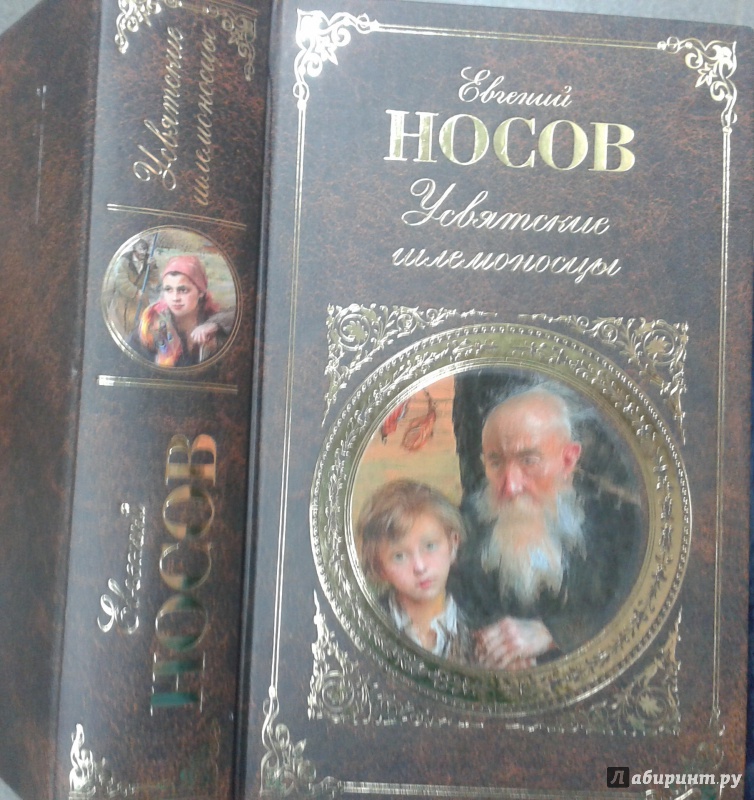 Усвятские
шлемоносцы
Евгений
НОСОВ
Евгений
НОСОВ
Усвятские
шлемоносцы
Лабиринт.ру